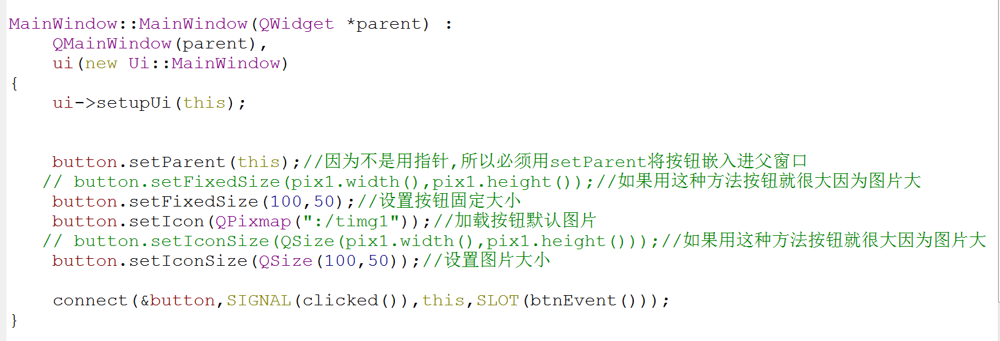 MainWindow::MainWindow(QWidget *parent) :
    QMainWindow(parent),
    ui(new Ui::MainWindow)
{
    ui->setupUi(this);
    button.setParent(this);//因为不是用指针,所以必须用setParent将按钮嵌入进父窗口
   // button.setFixedSize(pix1.width(),pix1.height());//如果用这种方法按钮就很大因为图片大
    button.setFixedSize(100,50);//设置按钮固定大小
    button.setIcon(QPixmap(":/timg1"));//加载按钮默认图片
   // button.setIconSize(QSize(pix1.width(),pix1.height()));//如果用这种方法按钮就很大因为图片大
    button.setIconSize(QSize(100,50));//设置图片大小
    connect(&button,SIGNAL(clicked()),this,SLOT(btnEvent()));
}